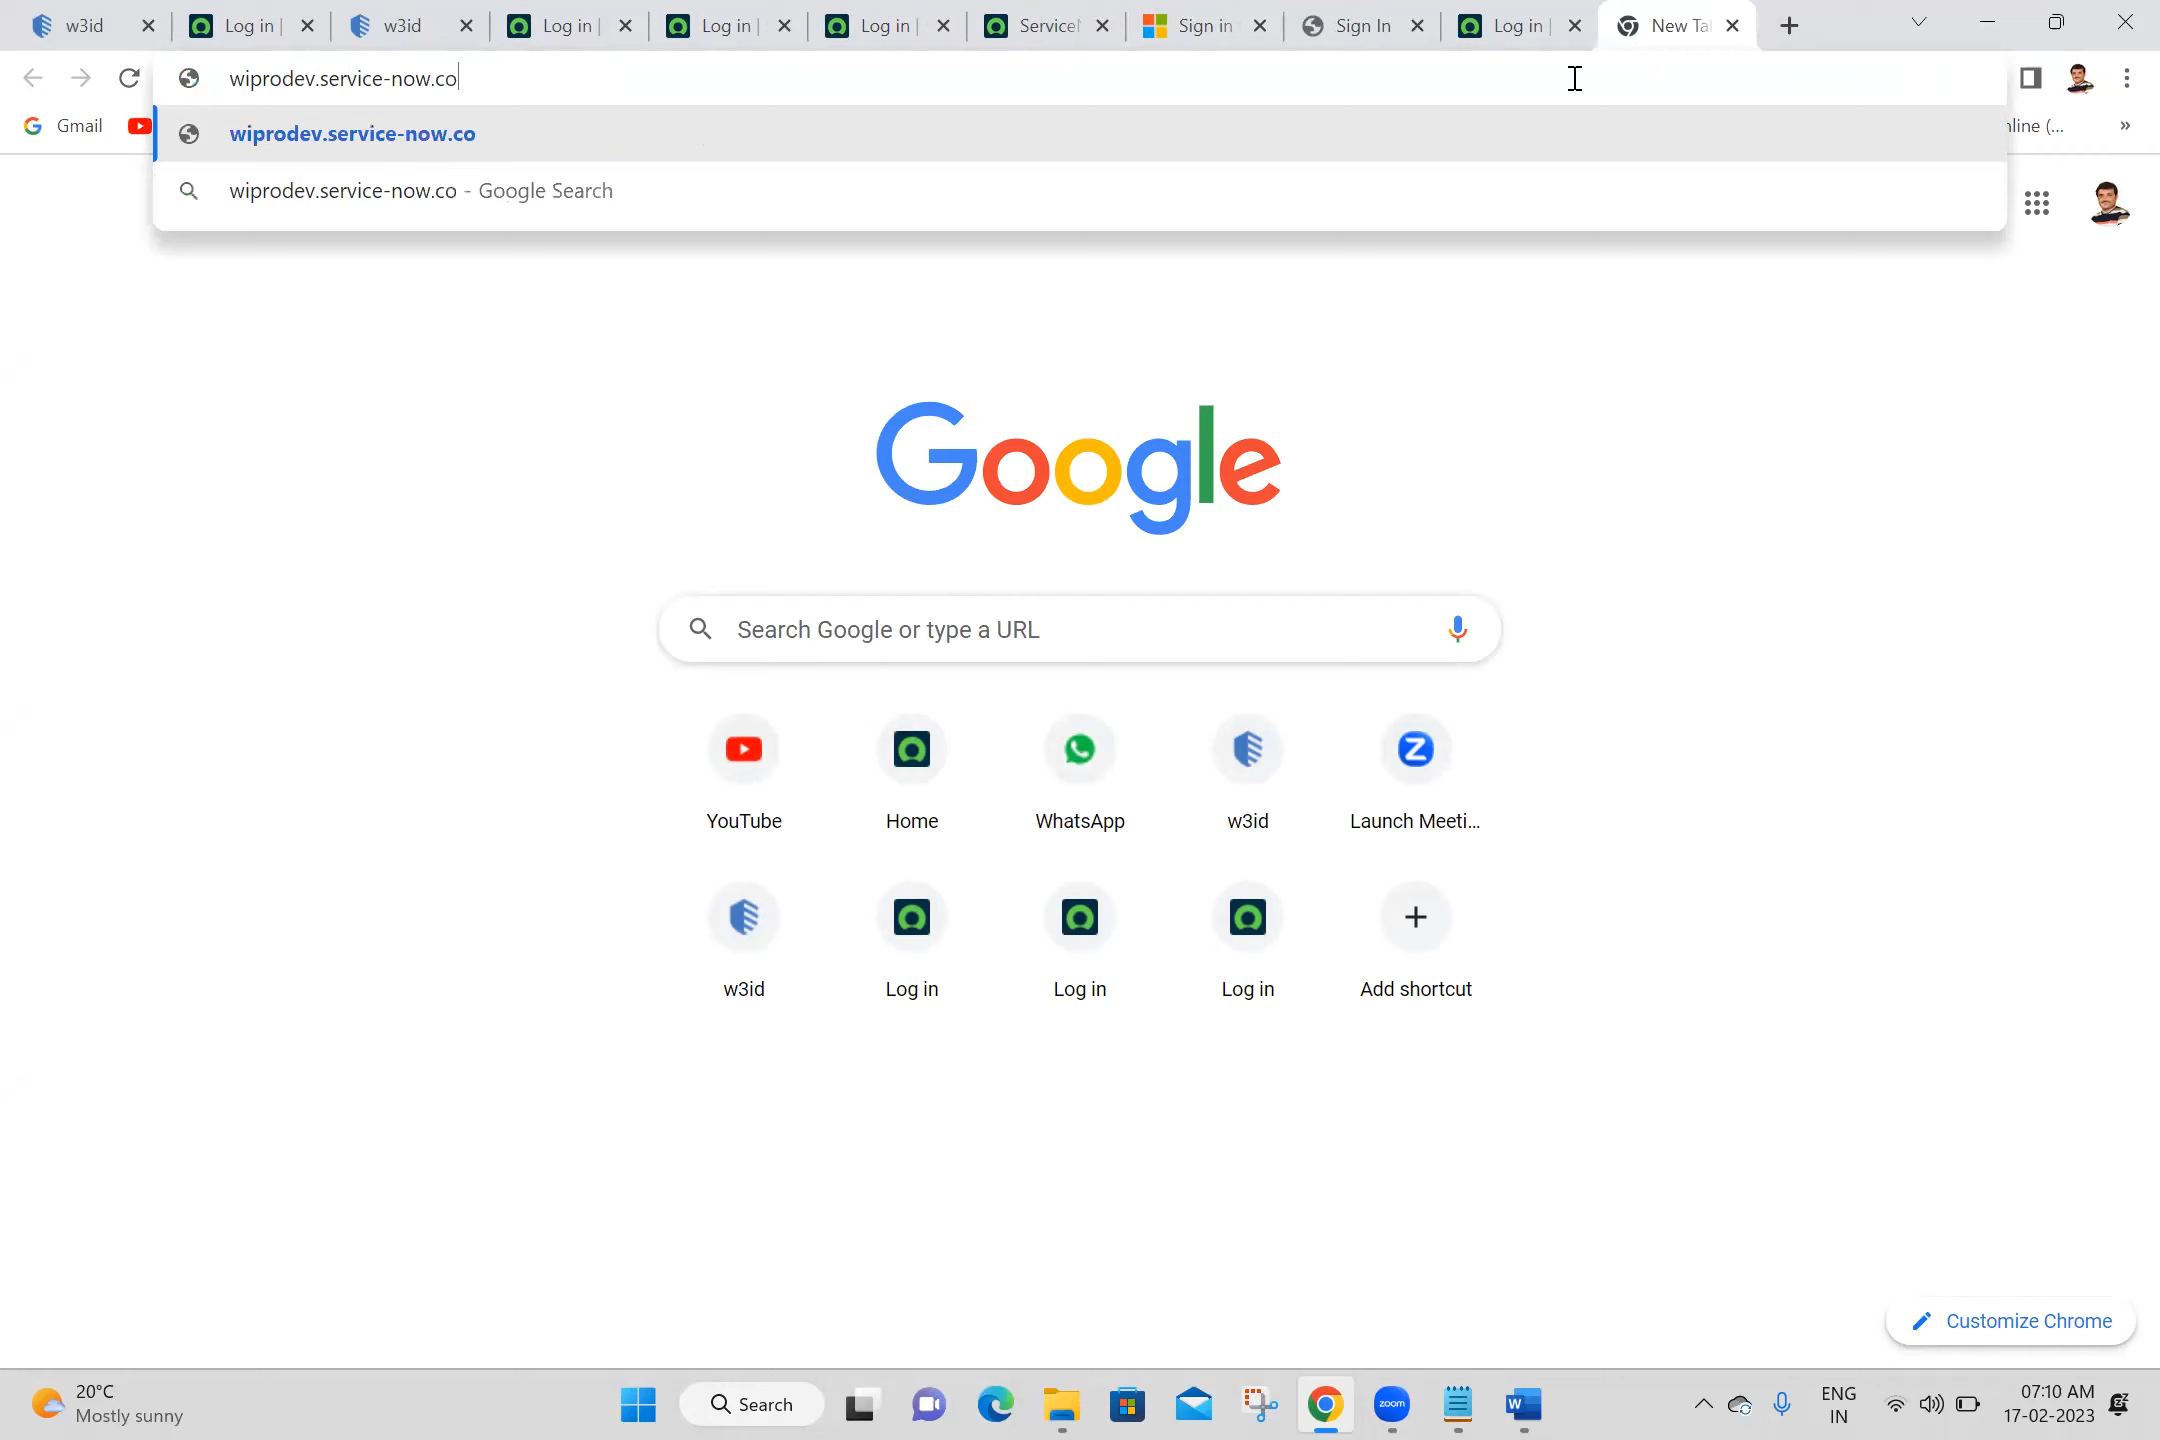 w3id
Log in |
w3id
Log in |
Log in |
Log in |
Service
Sign in
Sign In
Log in |
New Ta
wiprodev.service-now.co
Gmail
wiprodev.service-now.co
nline (...
wiprodev.service-now.co - Google Search
Google
Search Google or type a URL
YouTube
Home
WhatsApp
w3id
Launch Meeti...
w3id
Log in
Log in
Log in
Add shortcut
Customize Chrome
20°C
Mostly sunny
Search
zoom
W
ENG
IN
07:10 AM
17-02-2023